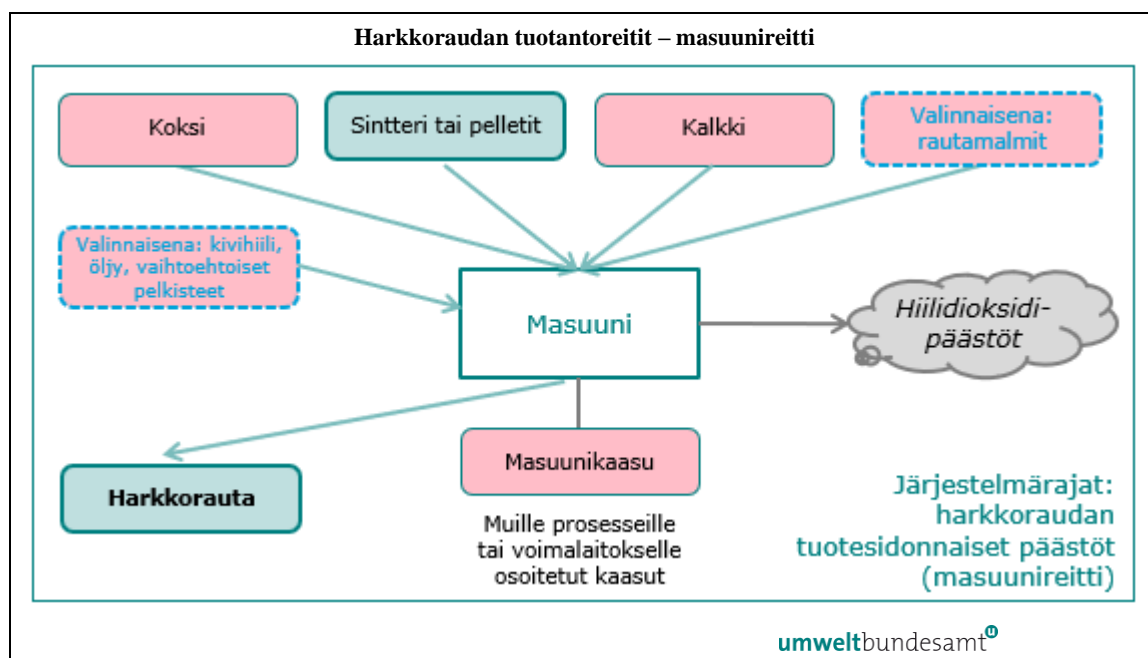 Harkkoraudan tuotantoreitit – masuunireitti
Koksi
Sintteri tai pelletit
Kalkki
Valinnaisena:
rautamalmit
Valinnaisena: kivihiili,
öljy, vaihtoehtoiset
pelkisteet
Masuuni
Hiilidioksidi-
päästöt
Harkkorauta
Masuunikaasu
Muille prosesseille
tai voimalaitokselle
osoitetut kaasut
Järjestelmärajat:
harkkoraudan
tuotesidonnaiset päästöt
(masuunireitti)
umweltbundesamt